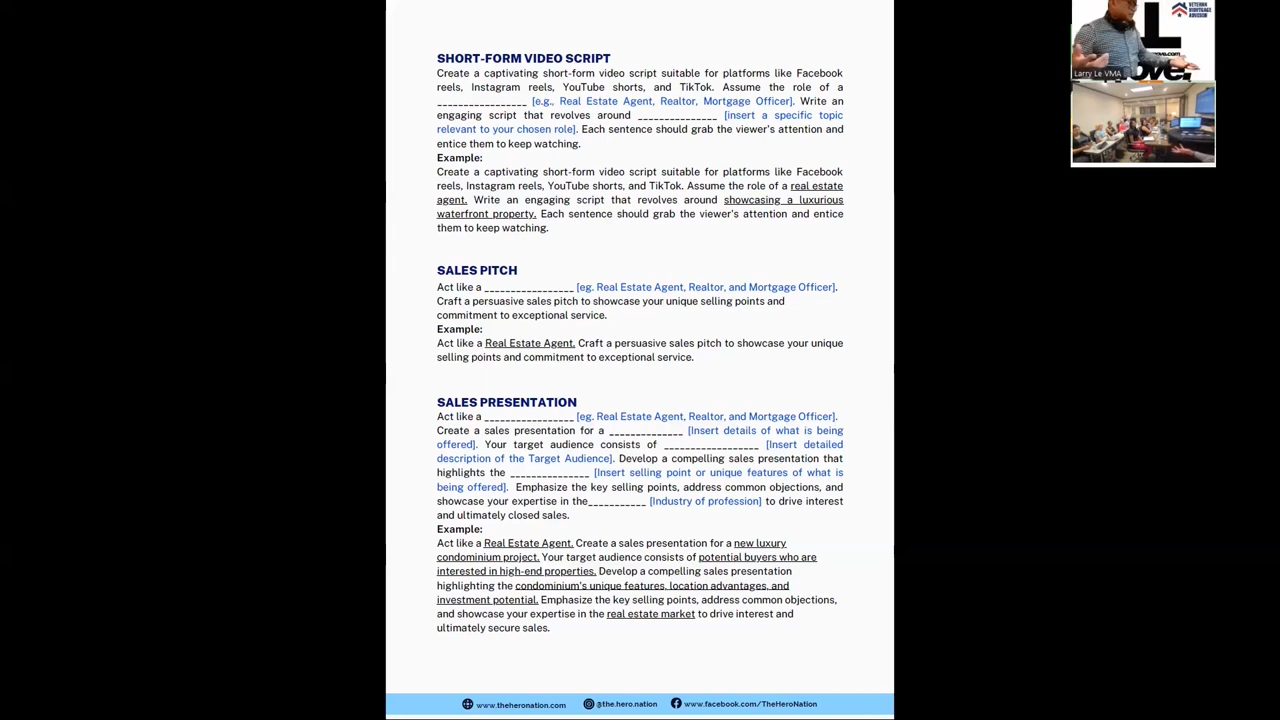 SHORT-FORM VIDEO SCRIPT
Create a captivating short-form video script suitable for platforms like Facebook
reels, Instagram reels, YouTube shorts, and TikTok. Assume the role of a
_________________ [e.g., Real Estate Agent, Realtor, Mortgage Officer]. Write an
engaging script that revolves around _______________ [insert a specific topic
relevant to your chosen role]. Each sentence should grab the viewer's attention and
entice them to keep watching.
Example:
Create a captivating short-form video script suitable for platforms like Facebook
reels, Instagram reels, YouTube shorts, and TikTok. Assume the role of a real estate
agent. Write an engaging script that revolves around showcasing a luxurious
waterfront property. Each sentence should grab the viewer's attention and entice
them to keep watching.
SALES PITCH
Act like a _________________ [eg. Real Estate Agent, Realtor, and Mortgage Officer].
Craft a persuasive sales pitch to showcase your unique selling points and
commitment to exceptional service.
Example:
Act like a Real Estate Agent. Craft a persuasive sales pitch to showcase your unique
selling points and commitment to exceptional service.
SALES PRESENTATION
Act like a _________________ [eg. Real Estate Agent, Realtor, and Mortgage Officer].
Create a sales presentation for a ______________ [Insert details of what is being
offered]. Your target audience consists of __________________ [Insert detailed
description of the Target Audience]. Develop a compelling sales presentation that
highlights the _______________ [Insert selling point or unique features of what is
being offered]. Emphasize the key selling points, address common objections, and
showcase your expertise in the___________ [Industry of profession] to drive interest
and ultimately closed sales.
Example:
Act like a Real Estate Agent. Create a sales presentation for a new luxury
condominium project. Your target audience consists of potential buyers who are
interested in high-end properties. Develop a compelling sales presentation
highlighting the condominium's unique features, location advantages, and
investment potential. Emphasize the key selling points, address common objections,
and showcase your expertise in the real estate market to drive interest and
ultimately secure sales.
www.theheronation.com @the.hero.nation www.facebook.com/TheHeroNation
VETERAN
MORTGAGE
ADVISOR
Larry Le VMA